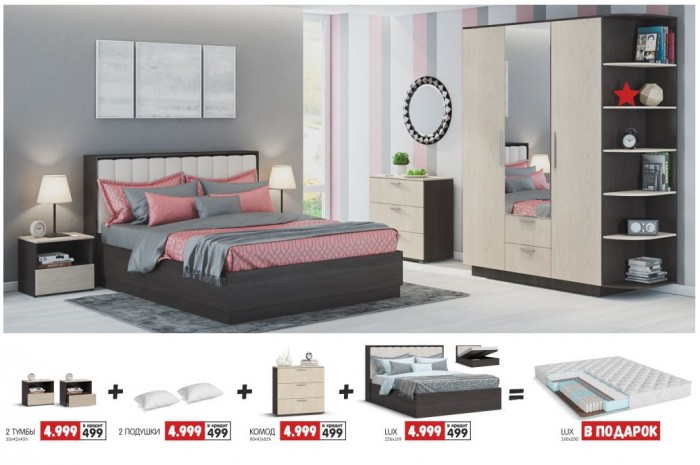 2 ТУМБЫ
4.999
в кредит
499
2 ПОДУШКИ
4.999
в кредит
499
КОМОД
4.999
в кредит
499
LUX
4.999
в кредит
499
LUX
160x200
В ПОДАРОК